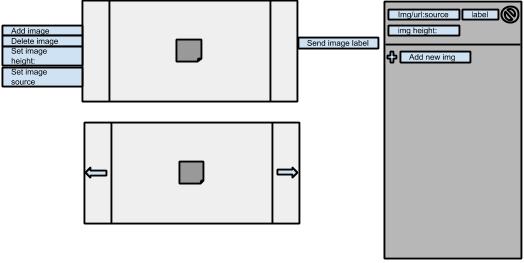 Add image
Delete image
Set image
height:
Set image
source
Send image label
Img/url:source
label
img height:
Add new img